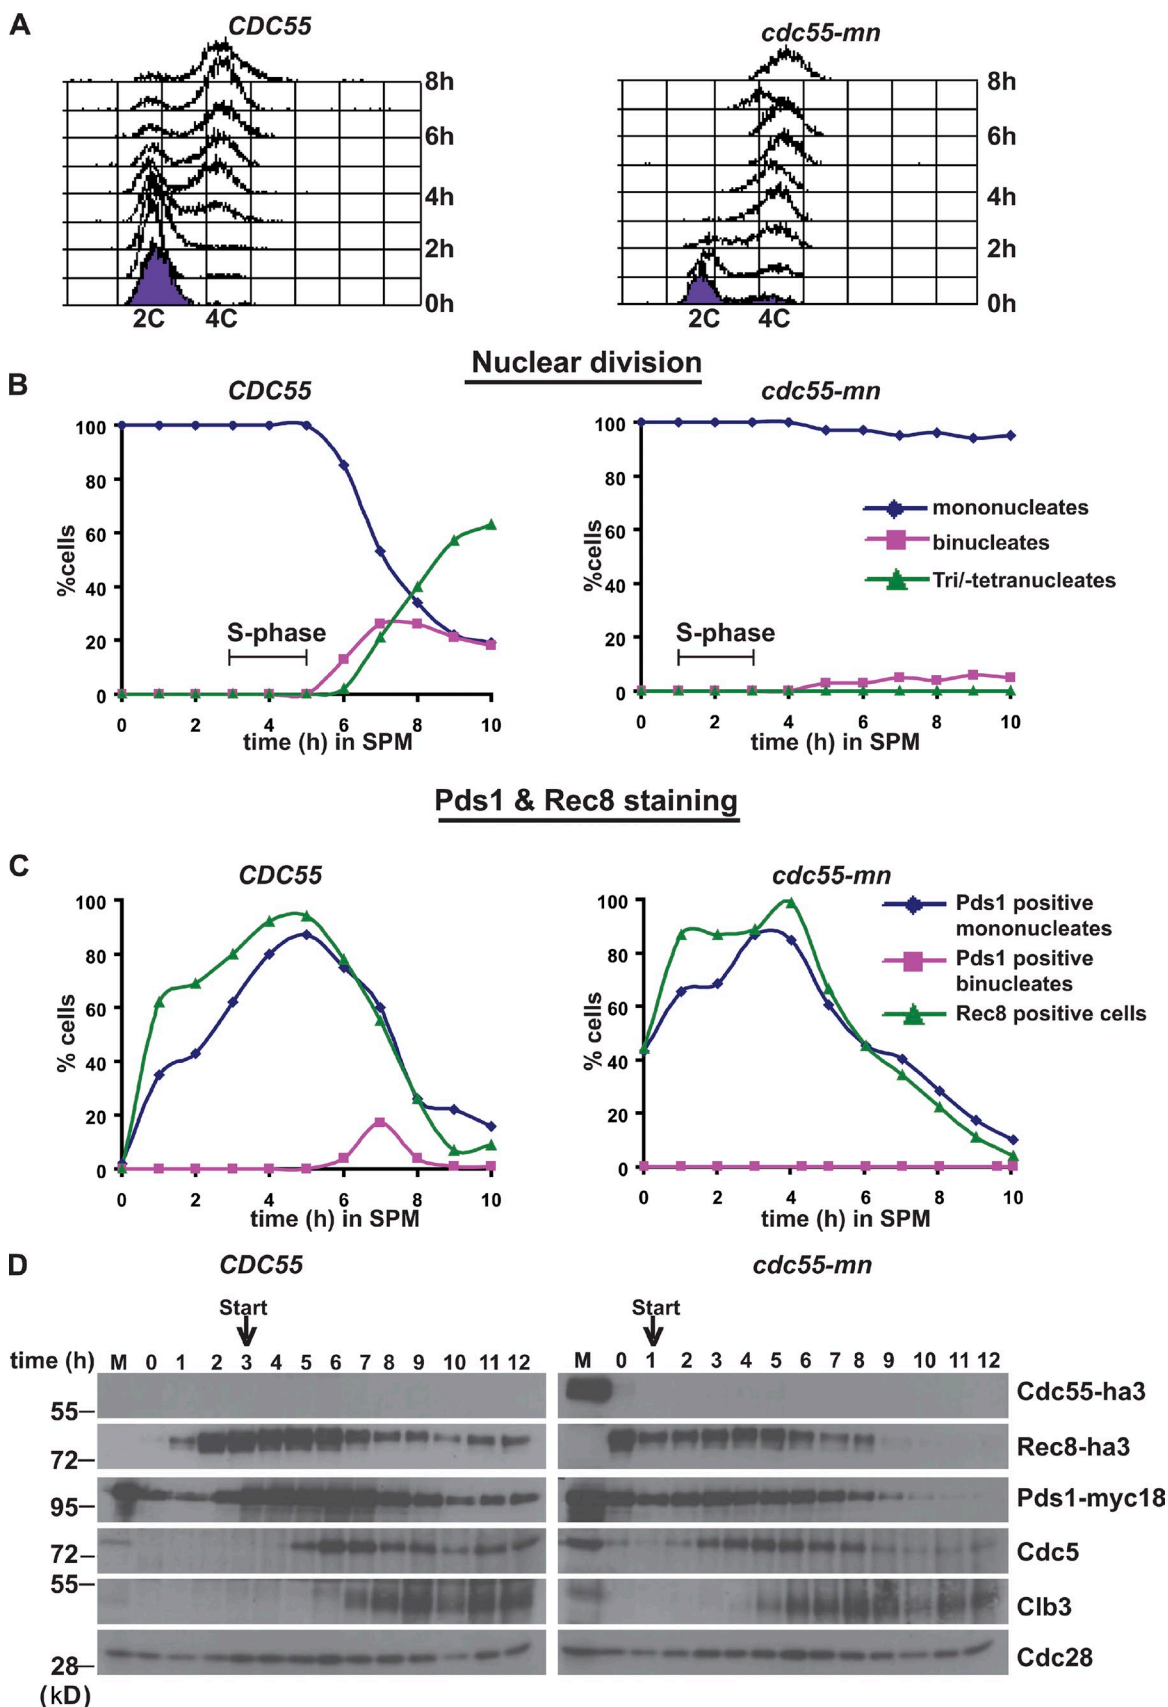 A
CDC55
cdc55-mn
8h
6h
4h
2h
0h
2C 4C
8h
6h
4h
2h
0h
2C 4C
Nuclear division
B
CDC55
cdc55-mn
%cells
100
80
60
40
20
0
S-phase
0 2 4 6 8 10
time (h) in SPM
%cells
100
80
60
40
20
0
S-phase
0 2 4 6 8 10
time (h) in SPM
mononucleates
binucleates
Tri/-tetranucleates
Pds1 & Rec8 staining
C
CDC55
cdc55-mn
% cells
100
80
60
40
20
0
0 2 4 6 8 10
time (h) in SPM
% cells
100
80
60
40
20
0
0 2 4 6 8 10
time (h) in SPM
Pds1 positive
mononucleates
Pds1 positive
binucleates
Rec8 positive cells
D
CDC55
cdc55-mn
Start
Start
time (h) M 0 1 2 3 4 5 6 7 8 9 10 11 12
M 0 1 2 3 4 5 6 7 8 9 10 11 12
55
Cdc55-ha3
72
Rec8-ha3
95
Pds1-myc18
72
Cdc5
55
Clb3
28
Cdc28
(kD)